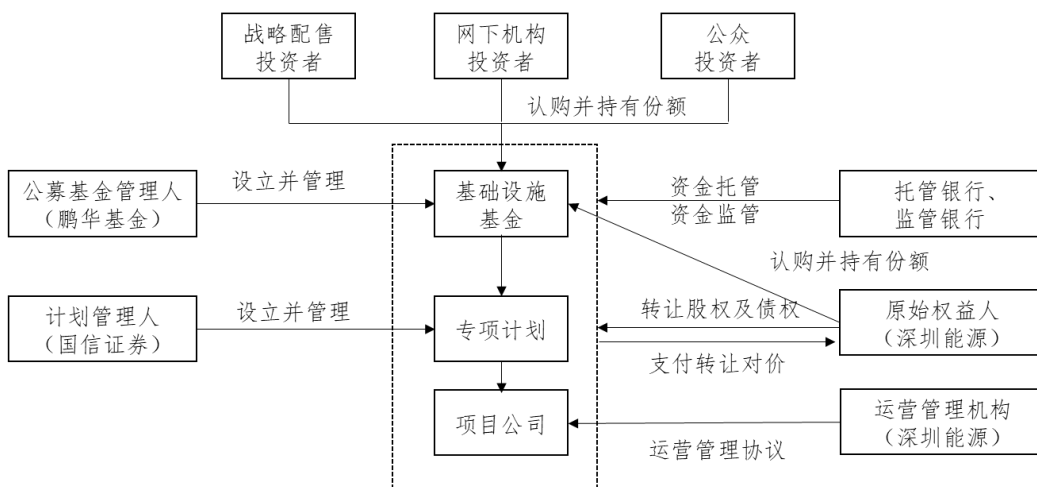 战略配售
投资者
网下机构
投资者
公众
投资者
认购并持有份额
公募基金管理人
（鹏华基金）
设立并管理
基础设施
基金
资金托管
资金监管
托管银行、
监管银行
认购并持有份额
计划管理人
（国信证券）
设立并管理
专项计划
转让股权及债权
支付转让对价
原始权益人
（深圳能源）
项目公司
运营管理协议
运营管理机构
（深圳能源）